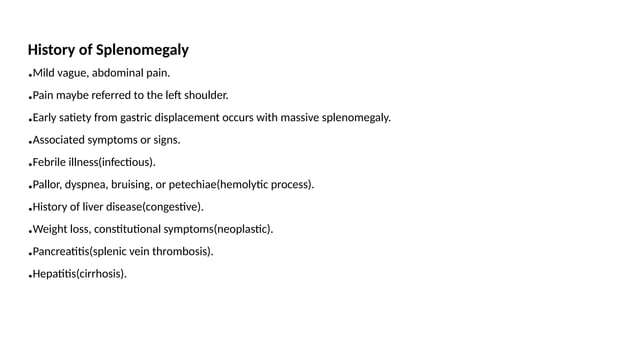 History of Splenomegaly
•Mild vague, abdominal pain.
•Pain maybe referred to the left shoulder.
•Early satiety from gastric displacement occurs with massive splenomegaly.
•Associated symptoms or signs.
•Febrile illness(infectious).
•Pallor, dyspnea, bruising, or petechiae(hemolytic process).
•History of liver disease(congestive).
•Weight loss, constitutional symptoms(neoplastic).
•Pancreatitis(splenic vein thrombosis).
•Hepatitis(cirrhosis).